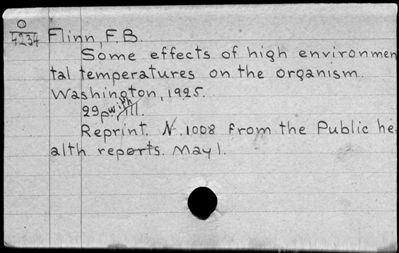 O
4234
Flinn, F.B.
Some effects of high environmen
tal temperatures on the organism.
Washington, 1925.
29p with ill.
Reprint. N. 1008 from the Public he
alth reports. May 1.